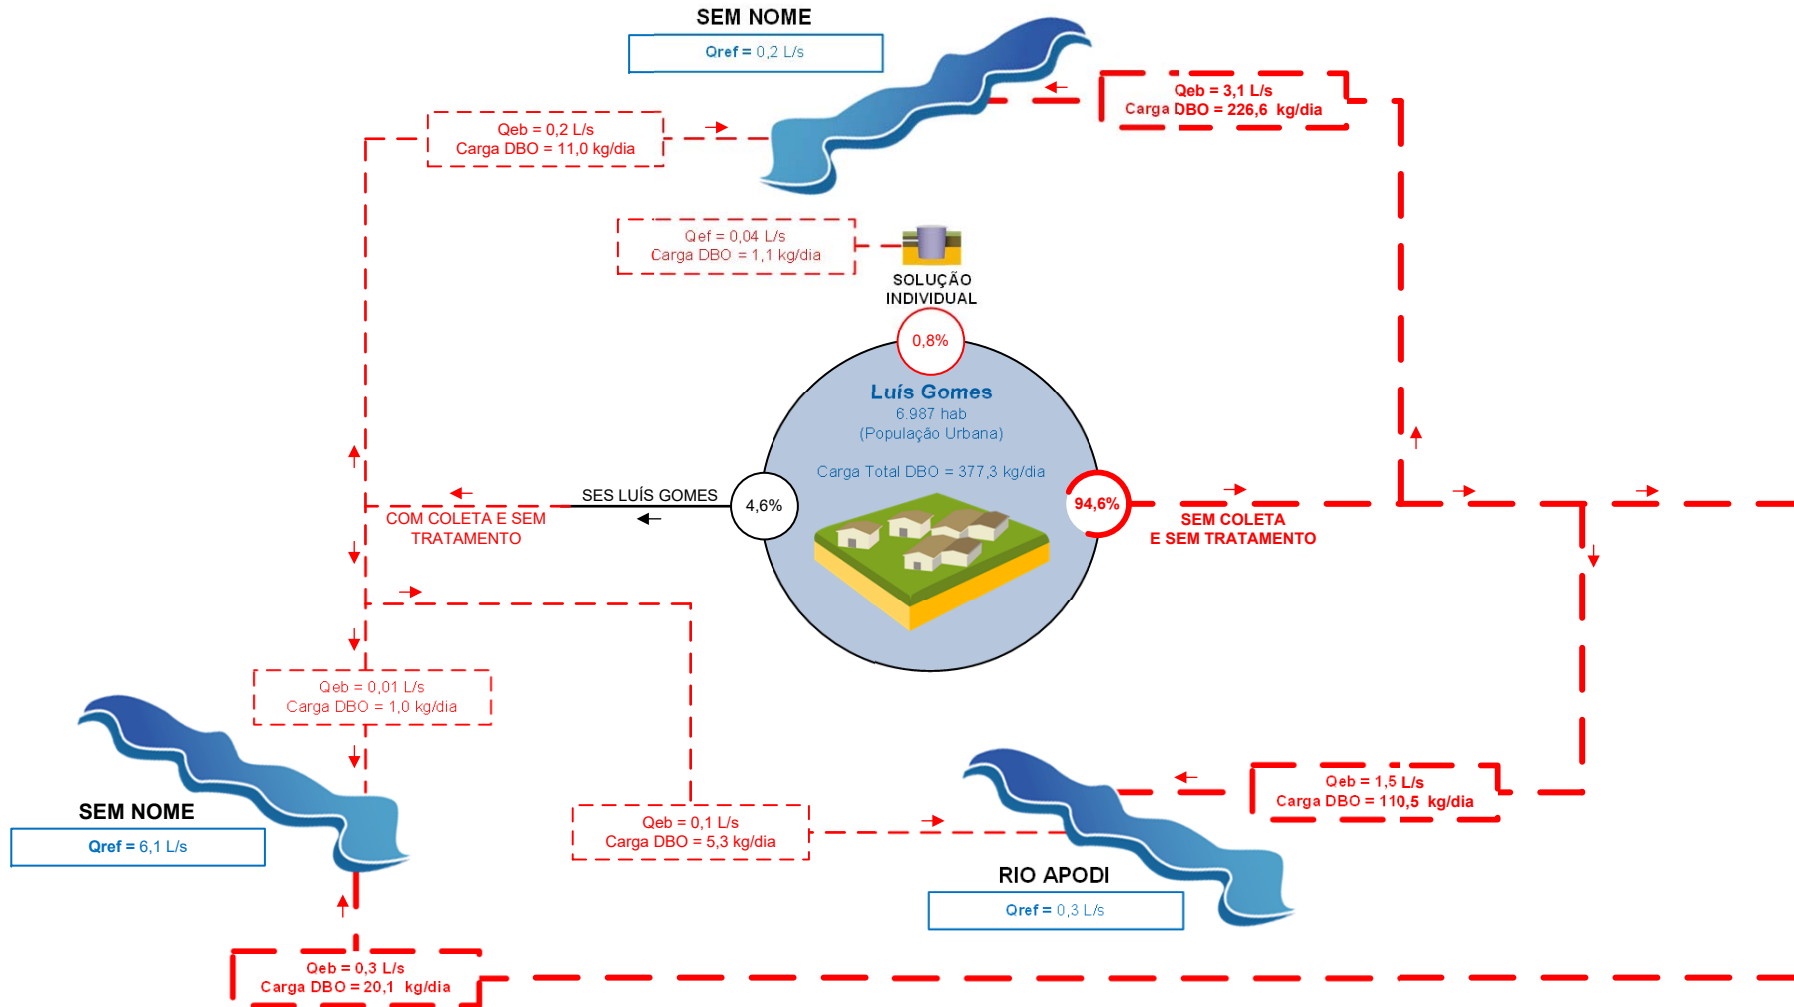 SEM NOME
Qref = 0,2 L/s
Qeb = 3,1 L/s
Carga DBO = 226,6 kg/dia
Qeb = 0,2 L/s
Carga DBO = 11,0 kg/dia
Qef = 0,04 L/s
Carga DBO = 1,1 kg/dia
SOLUÇÃO
INDIVIDUAL
0,8%
Luís Gomes
6.987 hab
(População Urbana)
Carga Total DBO = 377,3 kg/dia
SES LUÍS GOMES
4,6%
94,6%
COM COLETA E SEM
TRATAMENTO
SEM COLETA
E SEM TRATAMENTO
Qeb = 0,01 L/s
Carga DBO = 1,0 kg/dia
SEM NOME
Qref = 6,1 L/s
Qeb = 0,1 L/s
Carga DBO = 5,3 kg/dia
Qeb = 1,5 L/s
Carga DBO = 110,5 kg/dia
RIO APODI
Qref = 0,3 L/s
Qeb = 0,3 L/s
Carga DBO = 20,1 kg/dia